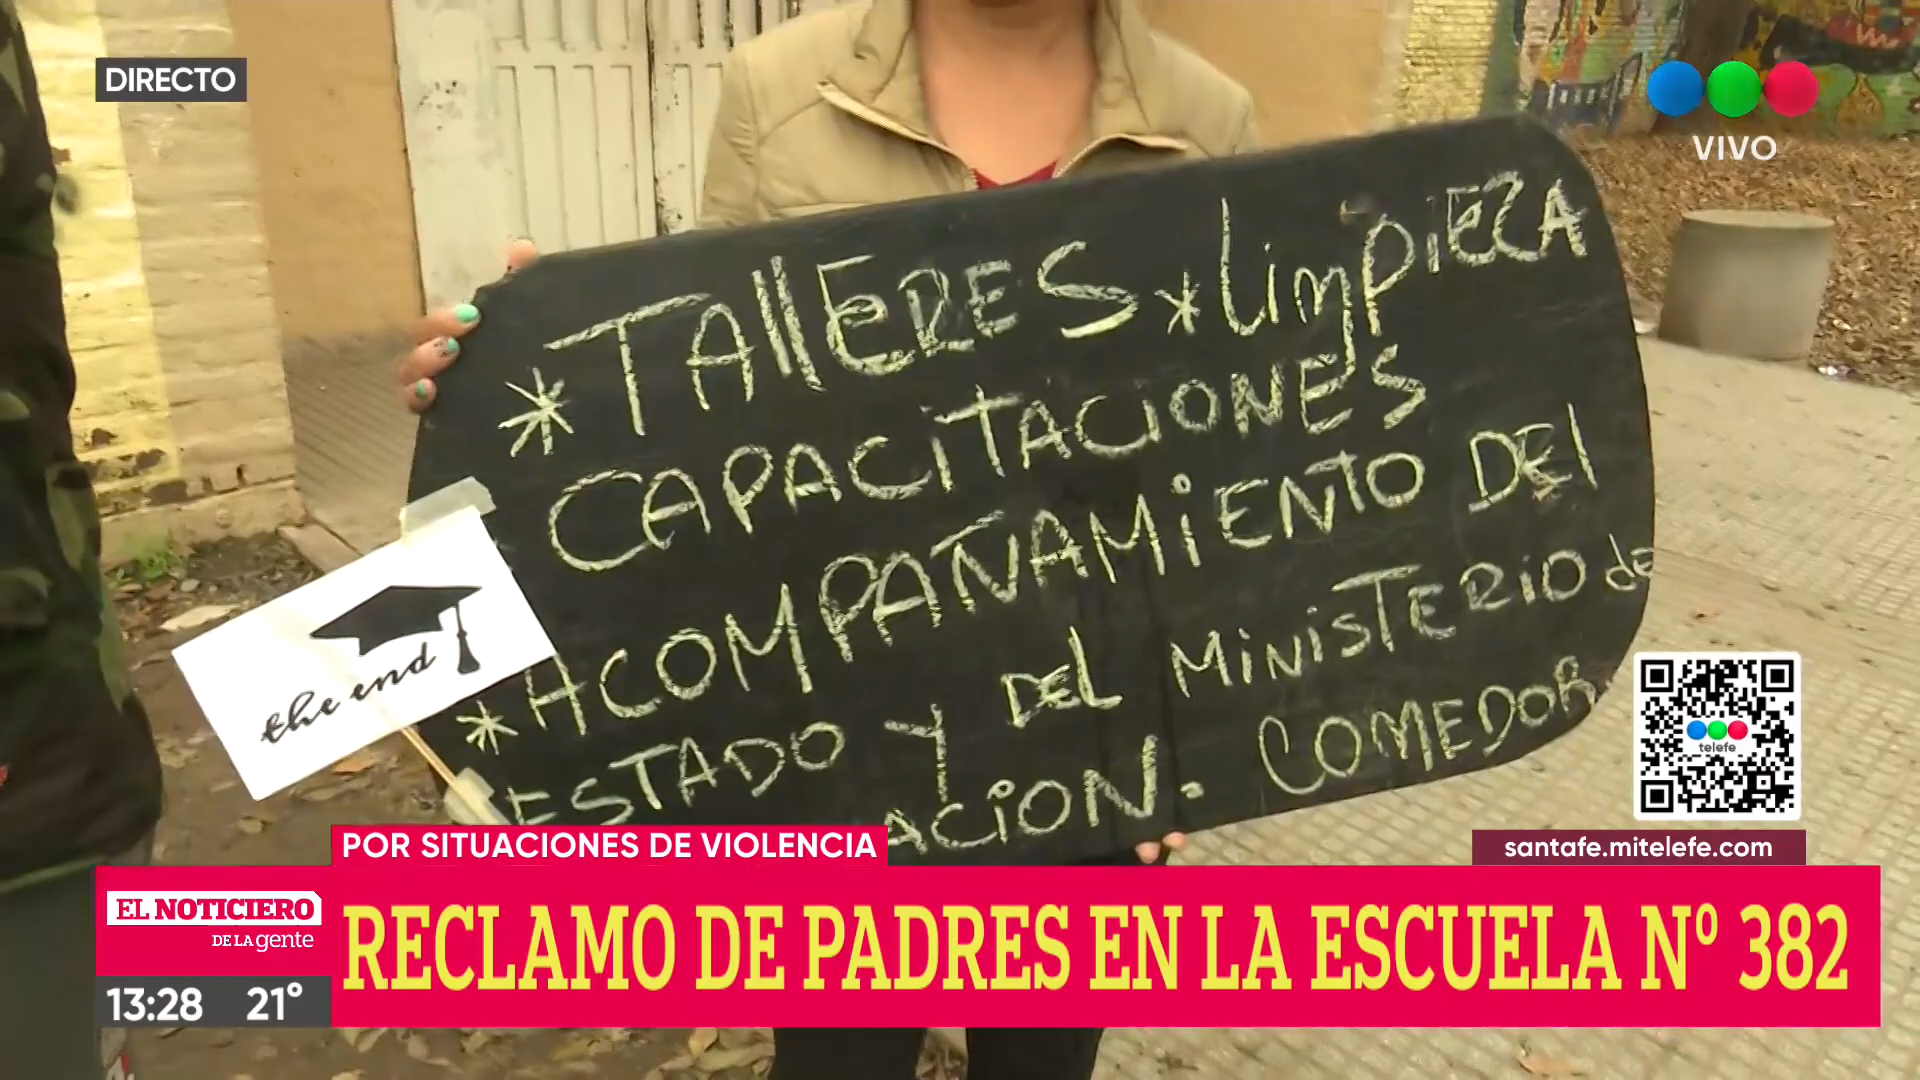 DIRECTO
VIVO
*TAllERES *LimpiEzA
CAPACiTACiONES
*ACOMPAÑAMiENTO DEl
ESTADO Y DEL MiNiSTERiO de
ACiON. COMEDOR
the end
telefe
POR SITUACIONES DE VIOLENCIA
santafe.mitelefe.com
EL NOTICIERO
DE LA gente
RECLAMO DE PADRES EN LA ESCUELA Nº 382
13:28 21°